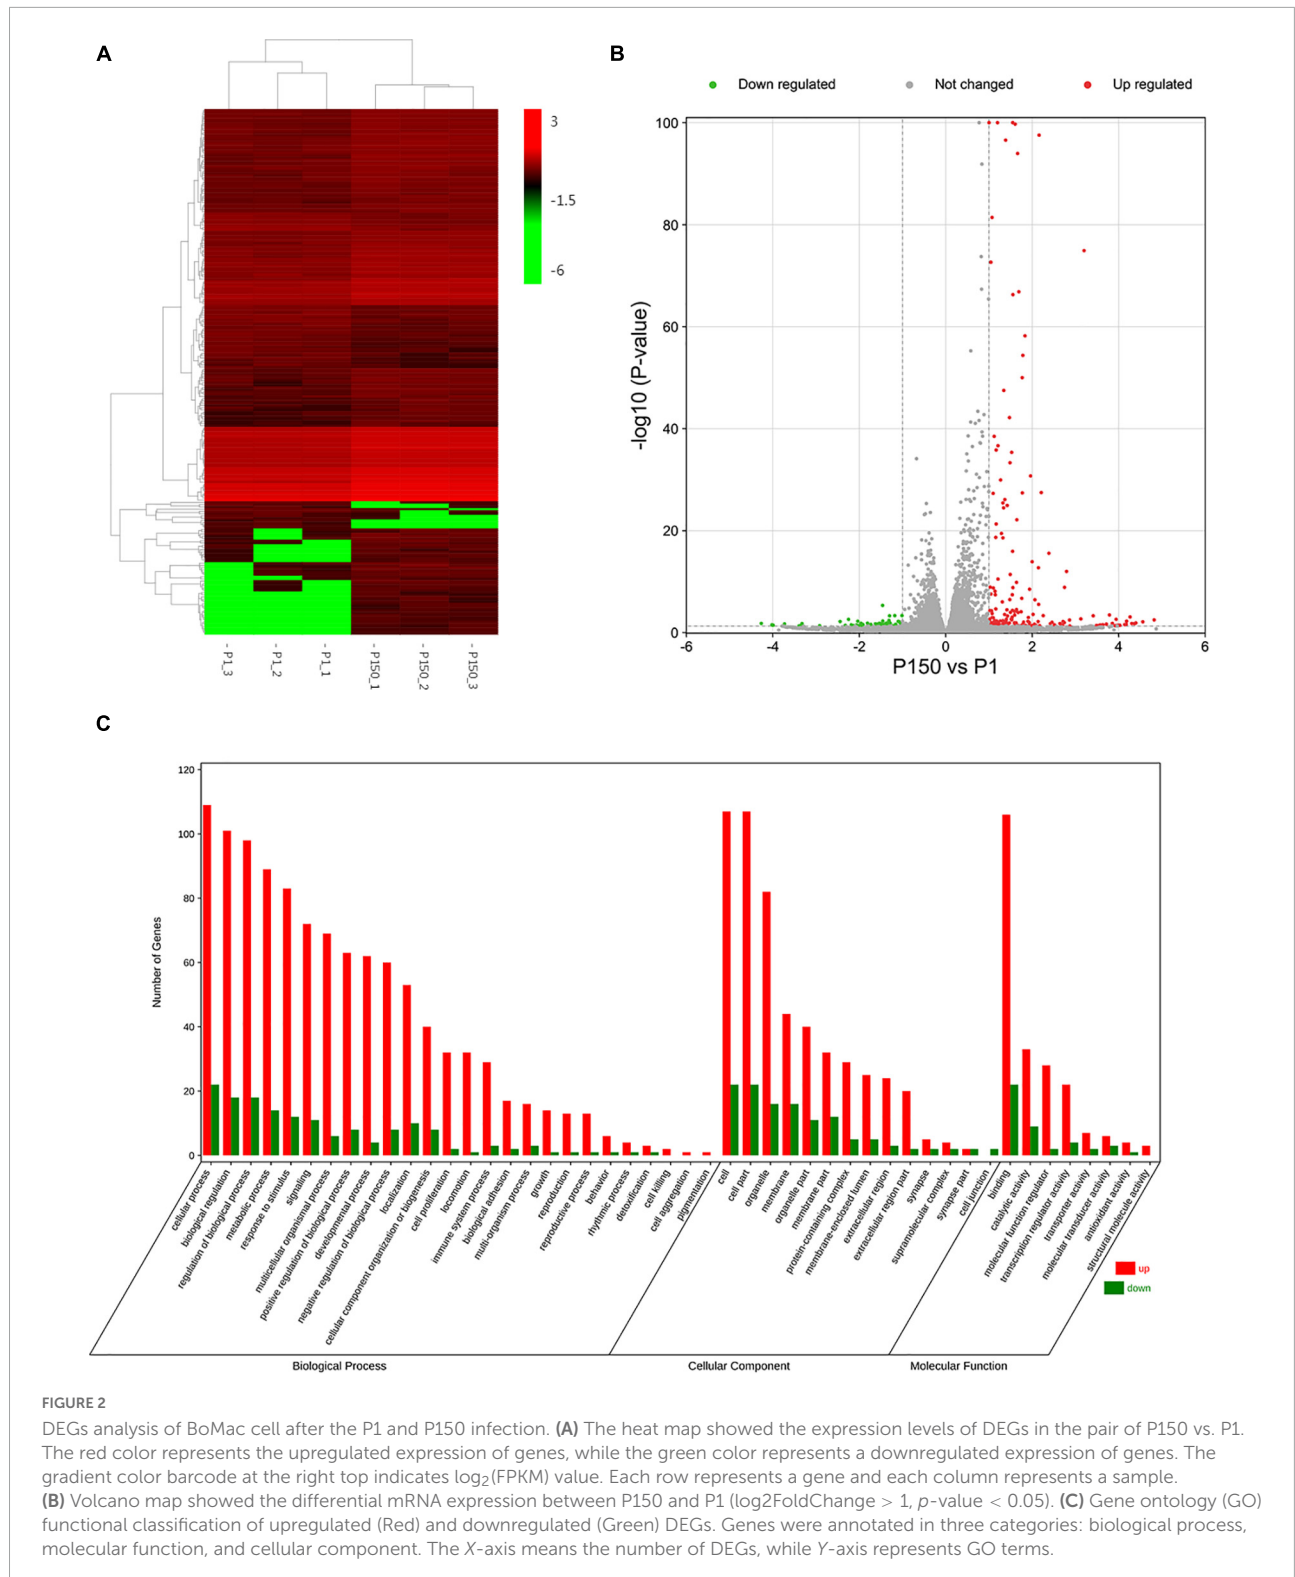 A
3
-1.5
-6
- P1_3
- P1_2
- P1_1
- P150_1
- P150_2
- P150_3
B
Down regulated
Not changed
Up regulated
100
80
60
40
20
0
-log10 (P-value)
-6
-4
-2
0
2
4
6
P150 vs P1
C
120
100
80
60
40
20
0
Number of Genes
cellular process
biological regulation
regulation of biological process
metabolic process
response to stimulus
signaling
multicellular organismal process
positive regulation of biological process
developmental process
negative regulation of biological process
localization
cellular component organization or biogenesis
cell proliferation
locomotion
immune system process
biological adhesion
multi-organism process
growth
reproduction
reproductive process
behavior
rhythmic process
detoxification
cell killing
cell aggregation
pigmentation
cell
cell part
organelle
membrane
organelle part
membrane part
protein-containing complex
membrane-enclosed lumen
extracellular region
extracellular region part
synapse
supramolecular complex
synapse part
cell junction
binding
catalytic activity
molecular function regulator
transcription regulator activity
transporter activity
molecular transducer activity
antioxidant activity
structural molecule activity
up
down
Biological Process
Cellular Component
Molecular Function
FIGURE 2
DEGs analysis of BoMac cell after the P1 and P150 infection. (A) The heat map showed the expression levels of DEGs in the pair of P150 vs. P1.
The red color represents the upregulated expression of genes, while the green color represents a downregulated expression of genes. The
gradient color barcode at the right top indicates log₂(FPKM) value. Each row represents a gene and each column represents a sample.
(B) Volcano map showed the differential mRNA expression between P150 and P1 (log2FoldChange > 1, p-value < 0.05). (C) Gene ontology (GO)
functional classification of upregulated (Red) and downregulated (Green) DEGs. Genes were annotated in three categories: biological process,
molecular function, and cellular component. The X-axis means the number of DEGs, while Y-axis represents GO terms.